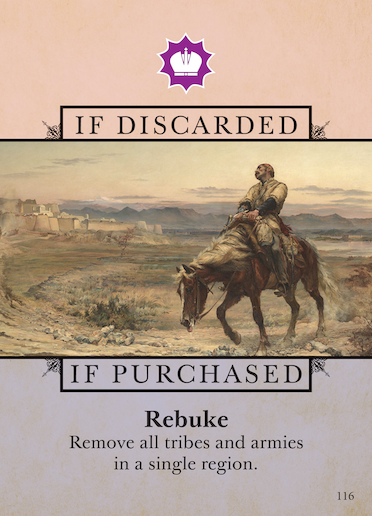 IF DISCARDED
IF PURCHASED
Rebuke
Remove all tribes and armies
in a single region.
116